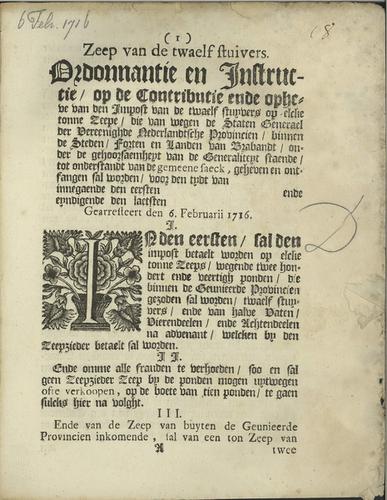 6 Febr. 1716
(1)
8
Zeep van de twaelf stuivers.
Ordonnantie en Instruc-
tie/ op de Contributie ende ophe-
ve van den Impost van de twaelf stuyvers op elcke
tonne Zeepe/ die van wegen de Staten Generael
der Vereenighde Nederlandtsche Provincien/ binnen
de Steden/ Forten en Landen van Brabandt/ on-
der de gehoorsaemheyt van de Generaliteyt staende/
tot onderstandt van de gemeene saeck, geheven en ont-
fangen sal worden/ voor den tydt van
innegaende den eersten ende
eyndigende den laetsten
Gearresteert den 6. Februarii 1716.
I.
INden eersten/ sal den
impost betaelt worden op elcke
tonne Zeeps/ wegende twee hon-
dert ende veertigh ponden/ die
binnen de Geunieerde Provincien
gezoden sal worden/ twaelf stuy-
vers/ ende van halve Vaten/
Vierendeelen/ ende Achtendeelen
na advenant/ welcken by den
Zeepzieder betaelt sal worden.
II.
Ende omme alle frauden te verhoeden/ soo en sal
geen Zeepzieder Zeep by de ponden mogen uytwegen
ofte verkoopen, op de boete van tien ponden/ te gaen
sulcks hier na volght.
III.
Ende van de Zeep van buyten de Geunieerde
Provincien inkomende, sal van een ton Zeep van
A twee